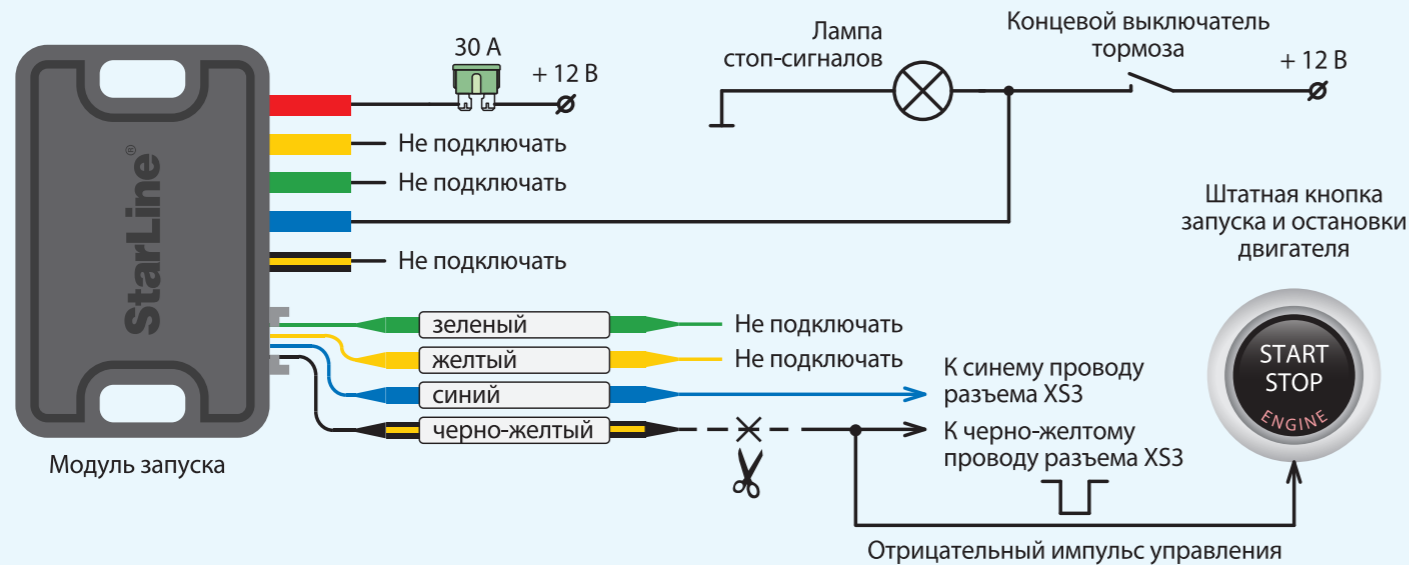 30 А
+ 12 В
Лампа
стоп-сигналов
Концевой выключатель
тормоза
+ 12 В
Не подключать
Не подключать
Не подключать
StarLine®
Штатная кнопка
запуска и остановки
двигателя
зеленый
Не подключать
желтый
Не подключать
синий
К синему проводу
разъема XS3
черно-желтый
К черно-желтому
проводу разъема XS3
START
STOP
ENGINE
Модуль запуска
Отрицательный импульс управления